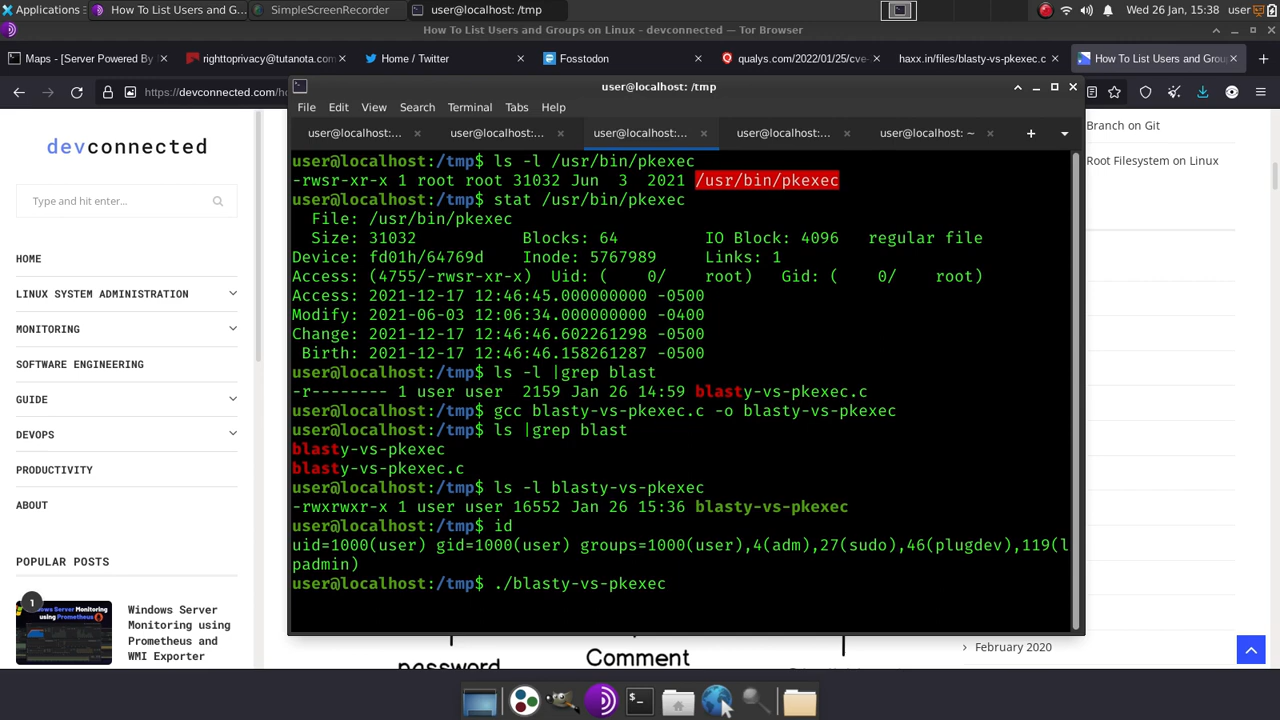 Applications
How To List Users and G...
SimpleScreenRecorder
user@localhost: /tmp
Wed 26 Jan, 15:38 user
How To List Users and Groups on Linux - devconnected — Tor Browser
Maps - [Server Powered By
righttoprivacy@tutanota.com
Home / Twitter
Fosstodon
qualys.com/2022/01/25/cve-
haxx.in/files/blasty-vs-pkexec.c
How To List Users and Grou
https://devconnected.com/h
user@localhost: /tmp
File Edit View Search Terminal Tabs Help
user@localhost:... user@localhost:... user@localhost:... user@localhost:... user@localhost: ~
user@localhost:/tmp$ ls -l /usr/bin/pkexec
-rwsr-xr-x 1 root root 31032 Jun  3  2021 /usr/bin/pkexec
user@localhost:/tmp$ stat /usr/bin/pkexec
  File: /usr/bin/pkexec
  Size: 31032           Blocks: 64         IO Block: 4096   regular file
Device: fd01h/64769d    Inode: 5767989     Links: 1
Access: (4755/-rwsr-xr-x)  Uid: (    0/    root)   Gid: (    0/    root)
Access: 2021-12-17 12:46:45.000000000 -0500
Modify: 2021-06-03 12:06:34.000000000 -0400
Change: 2021-12-17 12:46:46.602261298 -0500
 Birth: 2021-12-17 12:46:46.158261287 -0500
user@localhost:/tmp$ ls -l |grep blast
-r-------- 1 user user  2159 Jan 26 14:59 blasty-vs-pkexec.c
user@localhost:/tmp$ gcc blasty-vs-pkexec.c -o blasty-vs-pkexec
user@localhost:/tmp$ ls |grep blast
blasty-vs-pkexec
blasty-vs-pkexec.c
user@localhost:/tmp$ ls -l blasty-vs-pkexec
-rwxrwxr-x 1 user user 16552 Jan 26 15:36 blasty-vs-pkexec
user@localhost:/tmp$ id
uid=1000(user) gid=1000(user) groups=1000(user),4(adm),27(sudo),46(plugdev),119(l
padmin)
user@localhost:/tmp$ ./blasty-vs-pkexec
devconnected
Type and hit enter...
HOME
LINUX SYSTEM ADMINISTRATION
MONITORING
SOFTWARE ENGINEERING
GUIDE
DEVOPS
PRODUCTIVITY
ABOUT
POPULAR POSTS
1
Windows Server
Monitoring using
Prometheus and
WMI Exporter
Windows Server Monitoring
using Prometheus
Branch on Git
Root Filesystem on Linux
February 2020
password
Comment